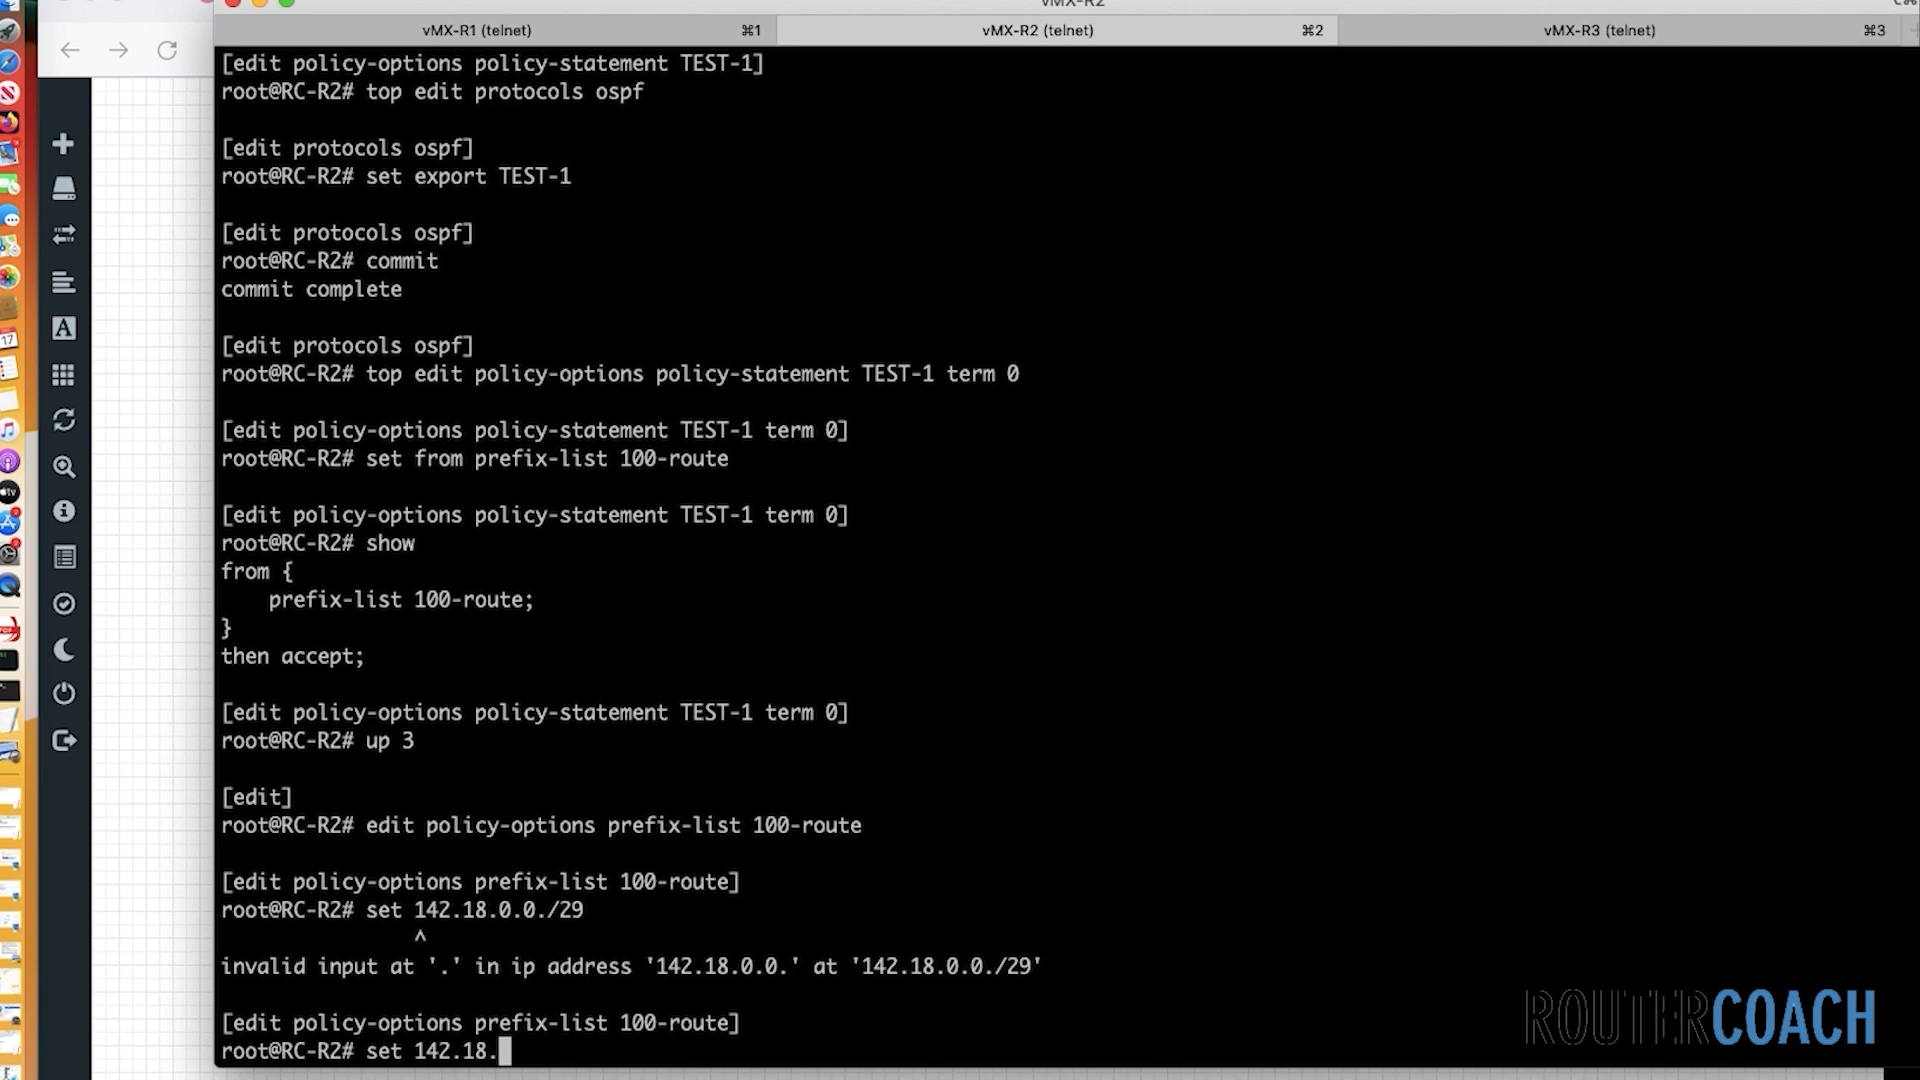 vMX-R2
vMX-R1 (telnet) ⌘1 vMX-R2 (telnet) ⌘2 vMX-R3 (telnet) ⌘3
[edit policy-options policy-statement TEST-1]
root@RC-R2# top edit protocols ospf
[edit protocols ospf]
root@RC-R2# set export TEST-1
[edit protocols ospf]
root@RC-R2# commit
commit complete
[edit protocols ospf]
root@RC-R2# top edit policy-options policy-statement TEST-1 term 0
[edit policy-options policy-statement TEST-1 term 0]
root@RC-R2# set from prefix-list 100-route
[edit policy-options policy-statement TEST-1 term 0]
root@RC-R2# show
from {
    prefix-list 100-route;
}
then accept;
[edit policy-options policy-statement TEST-1 term 0]
root@RC-R2# up 3
[edit]
root@RC-R2# edit policy-options prefix-list 100-route
[edit policy-options prefix-list 100-route]
root@RC-R2# set 142.18.0.0./29
^
invalid input at '.' in ip address '142.18.0.0.' at '142.18.0.0./29'
[edit policy-options prefix-list 100-route]
root@RC-R2# set 142.18.
ROUTERCOACH